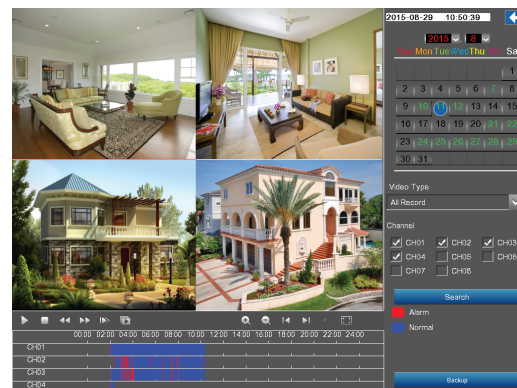 2015-08-29 10:50:39
2015 8
Sun Mon Tue Wed Thu Fri Sa
1
2 3 4 5 6 7 8
9 10 11 12 13 14 15
16 17 18 19 20 21 22
23 24 25 26 27 28 29
30 31
Video Type
All Record
Channel
CH01 CH02 CH03
CH04 CH05 CH06
CH07 CH08
Search
Alarm
Normal
Backup
00:00 02:00 04:00 06:00 08:00 10:00 12:00 14:00 16:00 18:00 20:00 22:00 24:00
CH01
CH02
CH03
CH04